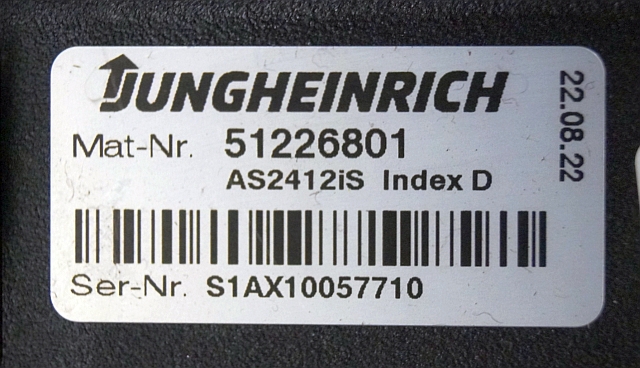 JUNGHEINRICH
Mat-Nr. 51226801
AS2412iS Index D
Ser-Nr. S1AX10057710
22.08.22